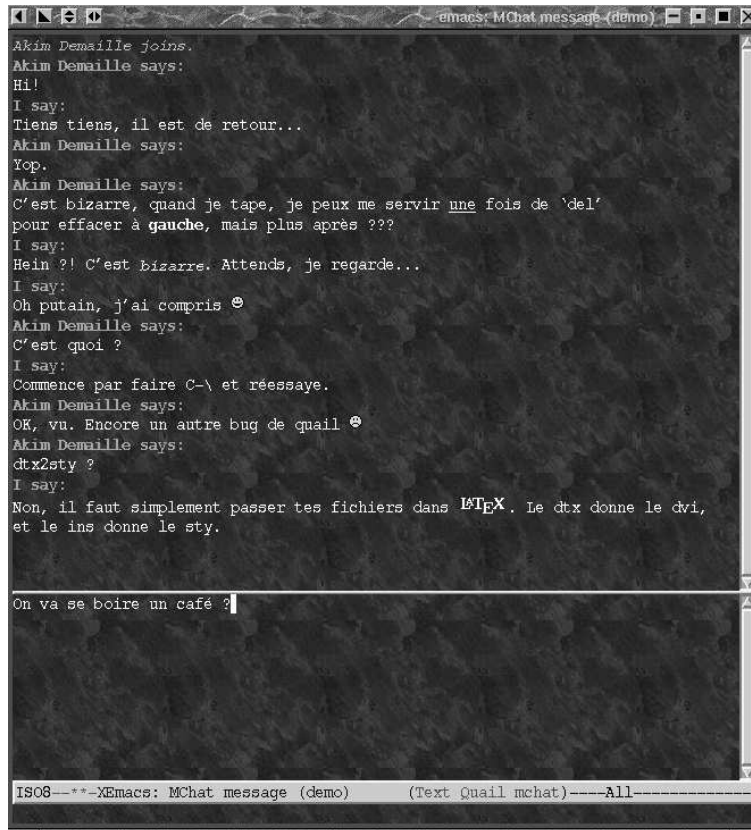 emacs: MChat message (demo)
Akim Demaille joins.
Akim Demaille says:
Hi!
I say:
Tiens tiens, il est de retour...
Akim Demaille says:
Yop.
Akim Demaille says:
C'est bizarre, quand je tape, je peux me servir une fois de `del'
pour effacer à gauche, mais plus après ???
I say:
Hein ?! C'est bizarre. Attends, je regarde...
I say:
Oh putain, j'ai compris
Akim Demaille says:
C'est quoi ?
I say:
Commence par faire C-\ et réessaye.
Akim Demaille says:
OK, vu. Encore un autre bug de quail
Akim Demaille says:
dtx2sty ?
I say:
Non, il faut simplement passer tes fichiers dans LATEX. Le dtx donne le dvi,
et le ins donne le sty.
On va se boire un café ?
ISO8--**-XEmacs: MChat message (demo) (Text Quail mchat)----All-------------